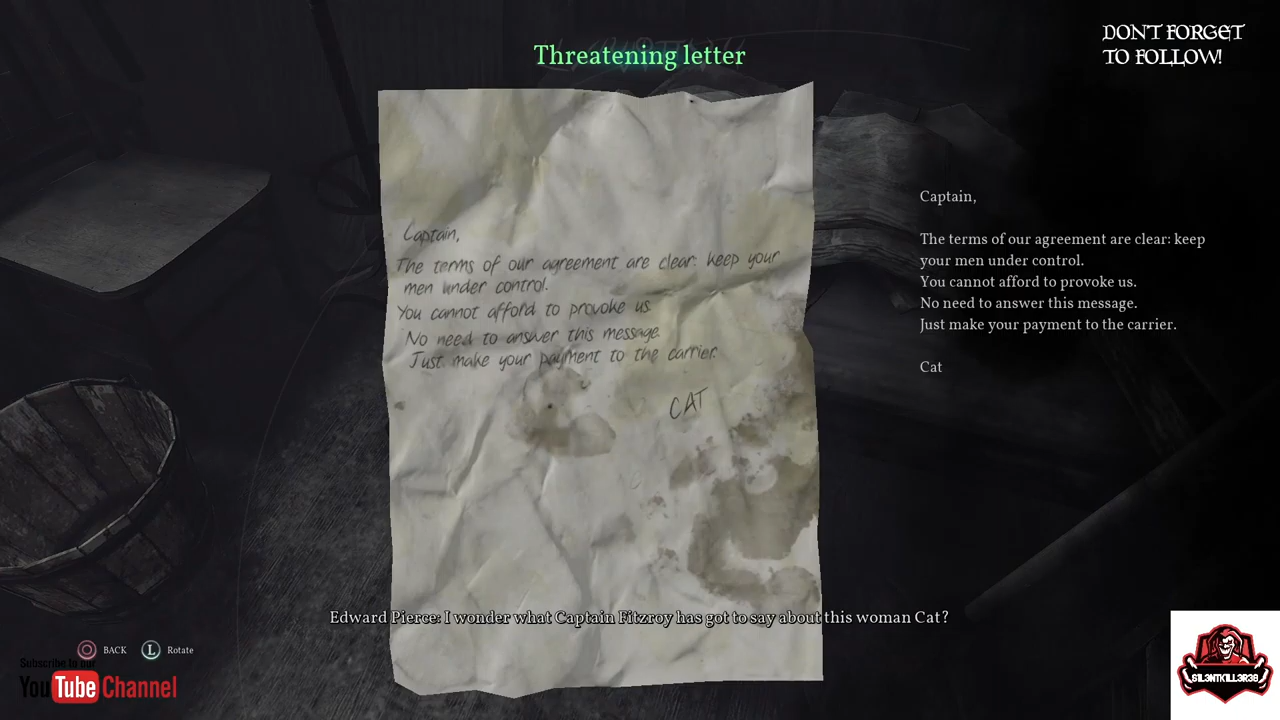 Threatening letter
DON'T FORGET
TO FOLLOW!
Captain,
The terms of our agreement are clear: keep your
men under control.
You cannot afford to provoke us
No need to answer this message.
Just make your payment to the carrier.
CAT
Captain,
The terms of our agreement are clear: keep
your men under control.
You cannot afford to provoke us.
No need to answer this message.
Just make your payment to the carrier.
Cat
Edward Pierce: I wonder what Captain Fitzroy has got to say about this woman Cat?
BACK
L Rotate
Subscribe to our
YouTube Channel
S1L3NTK1LL3R36